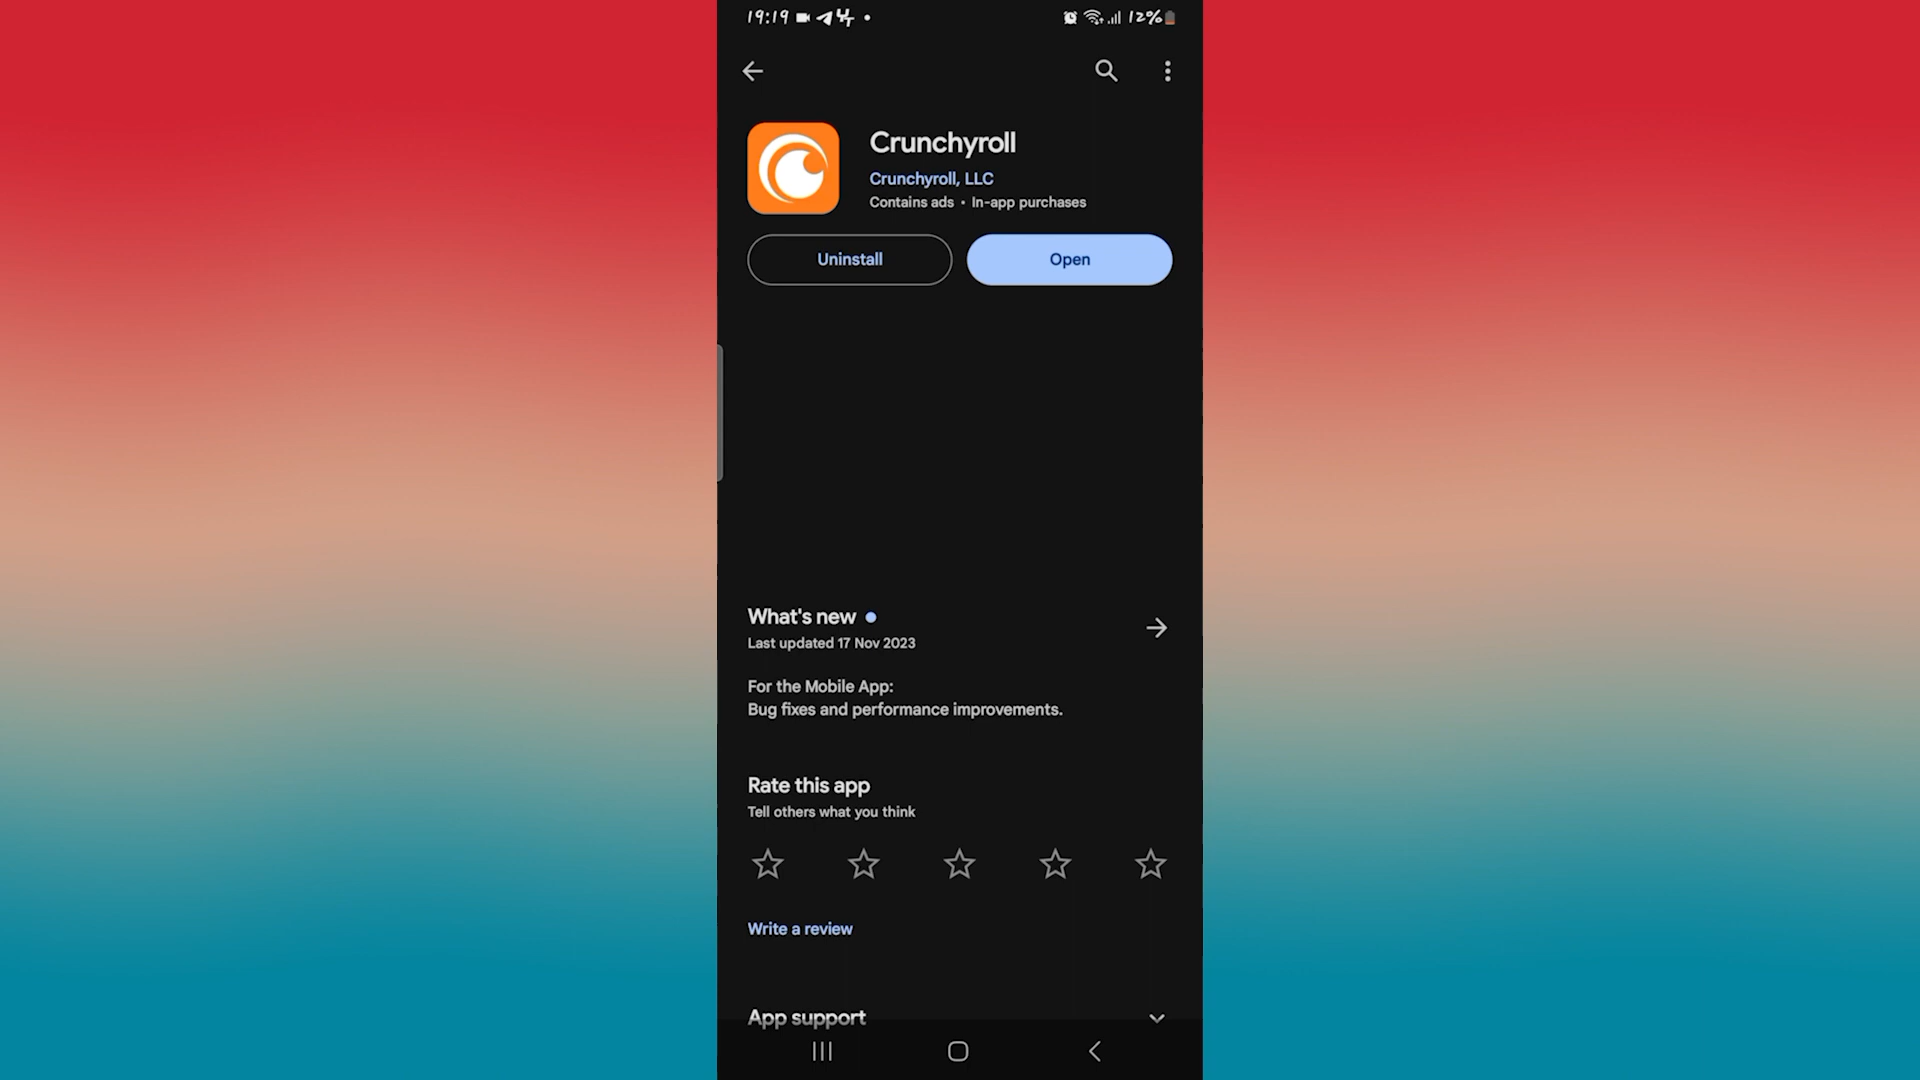 19:19
12%
Crunchyroll
Crunchyroll, LLC
Contains ads • In-app purchases
Uninstall
Open
What's new
Last updated 17 Nov 2023
For the Mobile App:
Bug fixes and performance improvements.
Rate this app
Tell others what you think
Write a review
App support